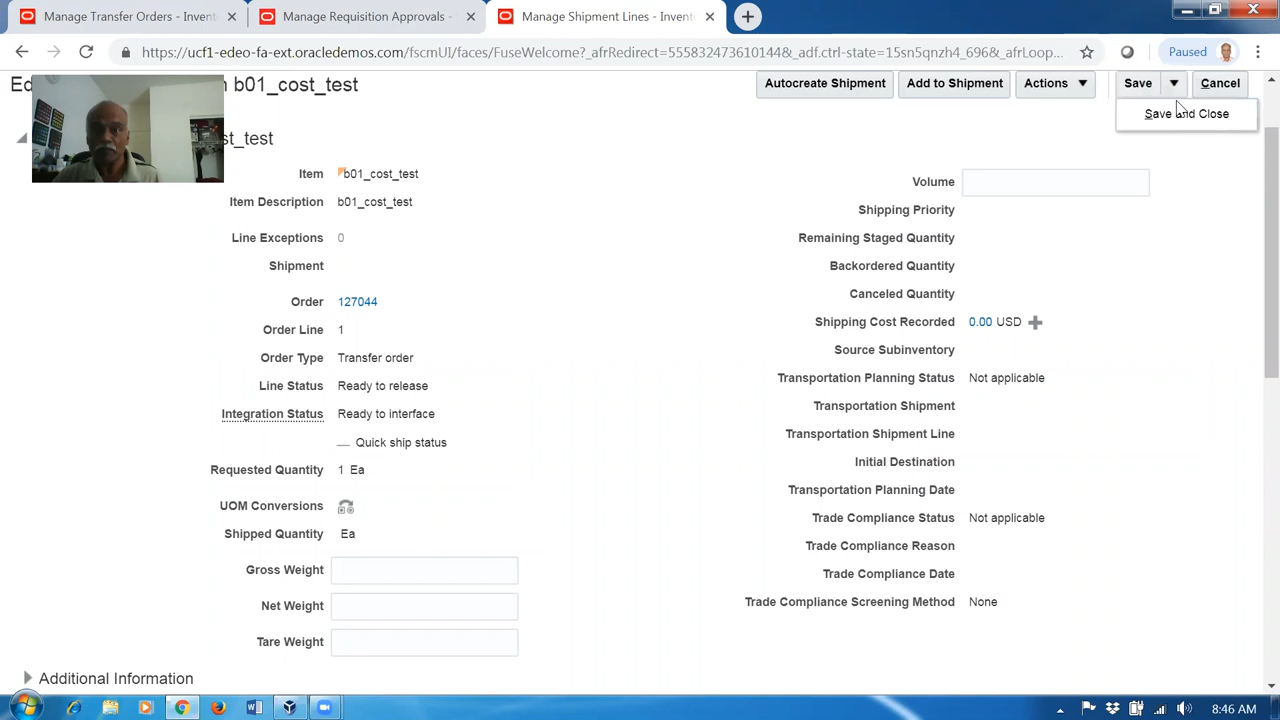 Manage Transfer Orders - Invent
Manage Requisition Approvals -
Manage Shipment Lines - Invent
https://ucf1-edeo-fa-ext.oracledemos.com/fscmUI/faces/FuseWelcome?_afrRedirect=555832473610144&_adf.ctrl-state=15sn5qnzh4_696&_afrLoop...
Paused
b01_cost_test
Autocreate Shipment
Add to Shipment
Actions
Save
Cancel
Save and Close
Item b01_cost_test
Item Description b01_cost_test
Line Exceptions 0
Shipment
Order 127044
Order Line 1
Order Type Transfer order
Line Status Ready to release
Integration Status Ready to interface
Quick ship status
Requested Quantity 1 Ea
UOM Conversions
Shipped Quantity Ea
Gross Weight
Net Weight
Tare Weight
Volume
Shipping Priority
Remaining Staged Quantity
Backordered Quantity
Canceled Quantity
Shipping Cost Recorded 0.00 USD
Source Subinventory
Transportation Planning Status Not applicable
Transportation Shipment
Transportation Shipment Line
Initial Destination
Transportation Planning Date
Trade Compliance Status Not applicable
Trade Compliance Reason
Trade Compliance Date
Trade Compliance Screening Method None
Additional Information
8:46 AM